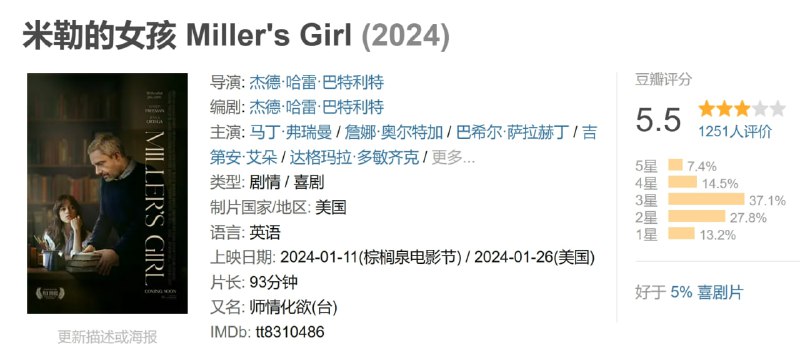 米勒的女孩 Miller's Girl (2024)
导演: 杰德·哈雷·巴特利特
编剧: 杰德·哈雷·巴特利特
主演: 马丁·弗瑞曼 / 詹娜·奥尔特加 / 巴希尔·萨拉赫丁 / 吉
第安·艾朵 / 达格玛拉·多敏齐克 / 更多...
类型: 剧情 / 喜剧
制片国家/地区: 美国
语言: 英语
上映日期: 2024-01-11(棕榈泉电影节) / 2024-01-26(美国)
片长: 93分钟
又名: 师情化欲(台)
IMDb: tt8310486
MILLER'S GIRL
COMING SOON
更新描述或海报
豆瓣评分
5.5
1251人评价
5星 7.4%
4星 14.5%
3星 37.1%
2星 27.8%
1星 13.2%
好于 5% 喜剧片